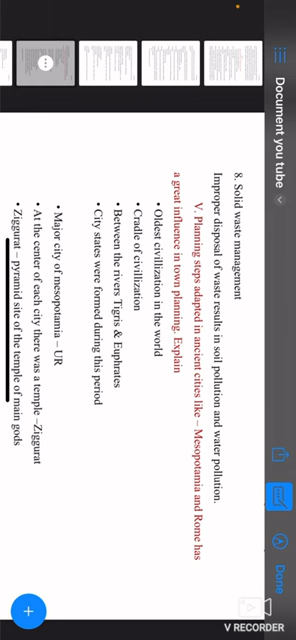 Document you tube
Done
8. Solid waste management
Improper disposal of waste results in soil pollution and water pollution.
V. Planning steps adapted in ancient cities like – Mesopotamia and Rome has
a great influence in town planning. Explain
• Oldest civilization in the world
• Cradle of civilization
• Between the rivers Tigris & Euphrates
• City states were formed during this period
• Major city of mesopotamia – UR
• At the center of each city there was a temple –Ziggurat
• Ziggurat – pyramid site of the temple of main gods
V RECORDER